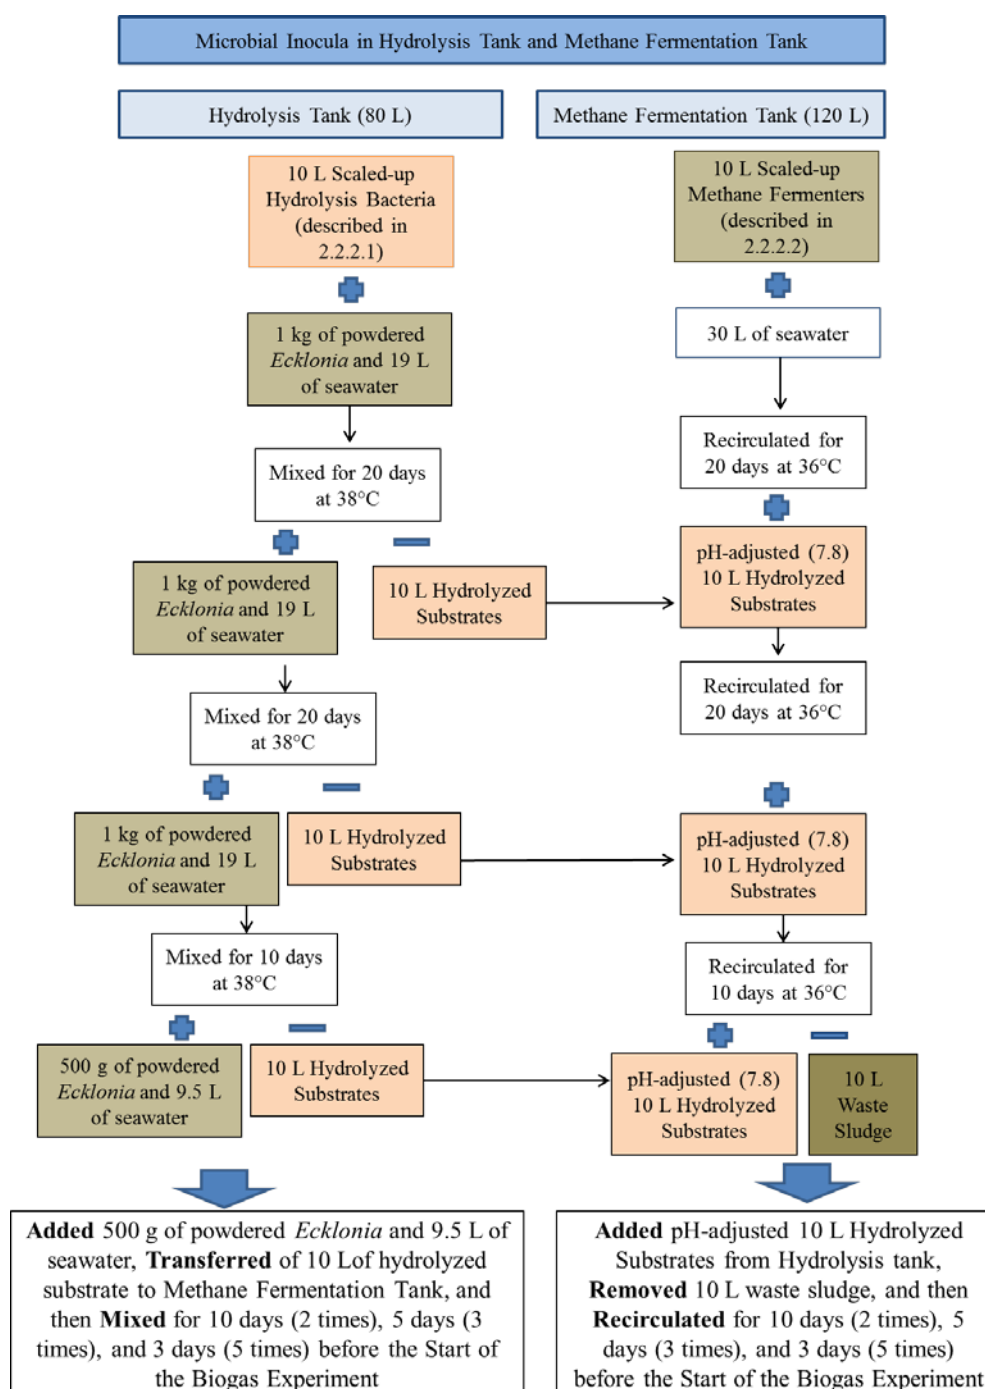 Microbial Inocula in Hydrolysis Tank and Methane Fermentation Tank
Hydrolysis Tank (80 L)
Methane Fermentation Tank (120 L)
10 L Scaled-up
Hydrolysis Bacteria
(described in
2.2.2.1)
10 L Scaled-up
Methane Fermenters
(described in
2.2.2.2)
1 kg of powdered
Ecklonia and 19 L
of seawater
30 L of seawater
Mixed for 20 days
at 38°C
Recirculated for
20 days at 36°C
1 kg of powdered
Ecklonia and 19 L
of seawater
10 L Hydrolyzed
Substrates
pH-adjusted (7.8)
10 L Hydrolyzed
Substrates
Mixed for 20 days
at 38°C
Recirculated for
20 days at 36°C
1 kg of powdered
Ecklonia and 19 L
of seawater
10 L Hydrolyzed
Substrates
pH-adjusted (7.8)
10 L Hydrolyzed
Substrates
Mixed for 10 days
at 38°C
Recirculated for
10 days at 36°C
500 g of powdered
Ecklonia and 9.5 L
of seawater
10 L Hydrolyzed
Substrates
pH-adjusted (7.8)
10 L Hydrolyzed
Substrates
10 L
Waste
Sludge
Added 500 g of powdered Ecklonia and 9.5 L of
seawater, Transferred of 10 Lof hydrolyzed
substrate to Methane Fermentation Tank, and
then Mixed for 10 days (2 times), 5 days (3
times), and 3 days (5 times) before the Start of
the Biogas Experiment
Added pH-adjusted 10 L Hydrolyzed
Substrates from Hydrolysis tank,
Removed 10 L waste sludge, and then
Recirculated for 10 days (2 times), 5
days (3 times), and 3 days (5 times)
before the Start of the Biogas Experiment